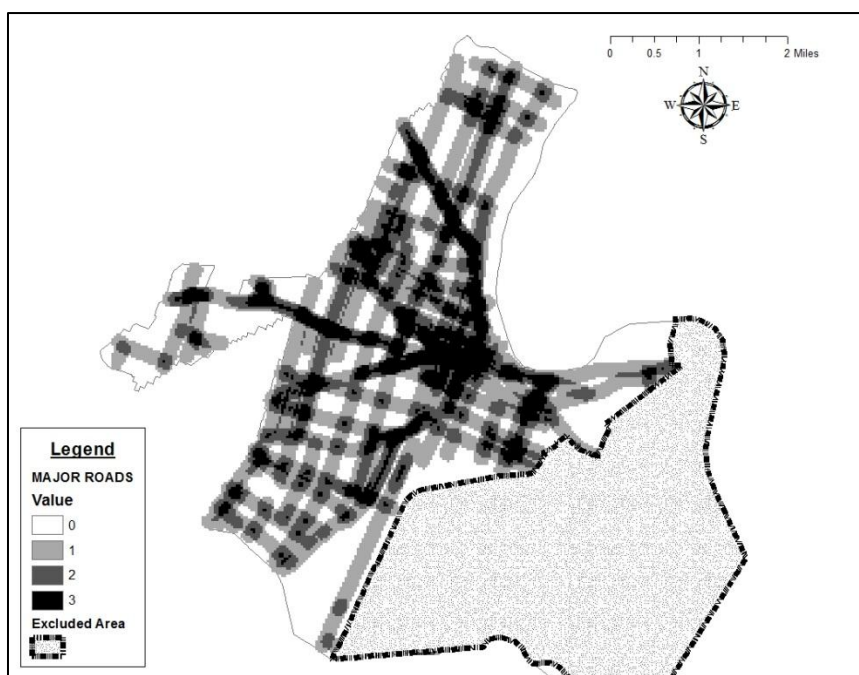 0 0.5 1 2 Miles
N
W E
S
Legend
MAJOR ROADS
Value
0
1
2
3
Excluded Area